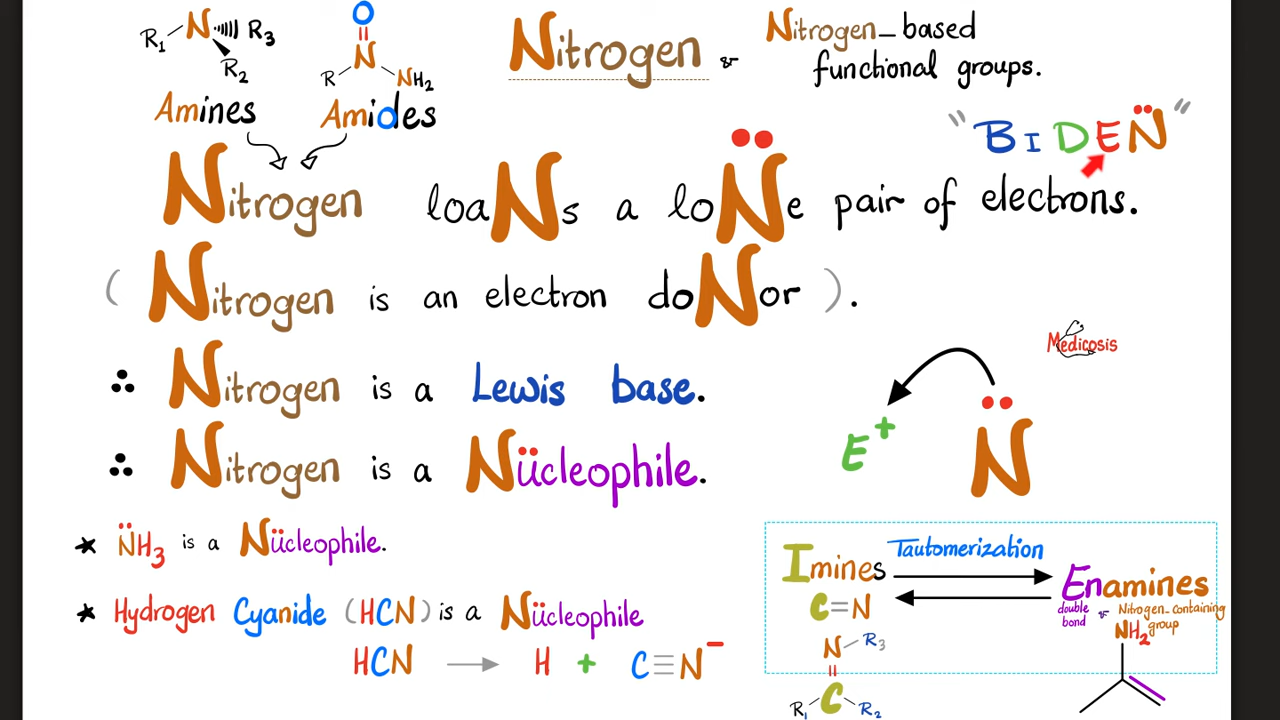 R1 N R3
R2
O
N
R NH2
Amines Amides
Nitrogen & Nitrogen-based
functional groups.
"BIDEN̈"
Nitrogen loaNs a loNe pair of electrons.
(Nitrogen is an electron doNor).
∴ Nitrogen is a Lewis base.
∴ Nitrogen is a Nücleophile.
Medicosis
E+ N
* N̈H3 is a Nücleophile.
* Hydrogen Cyanide (HCN) is a Nücleophile
HCN → H + C≡N−
Imines Tautomerization Enamines
C=N
double bond & Nitrogen-containing group
N R3
C
R1 R2
NH2